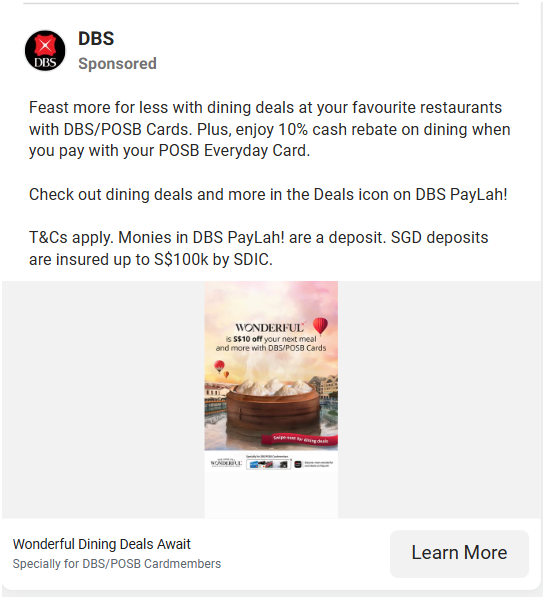 DBS
Sponsored
DBS
Feast more for less with dining deals at your favourite restaurants
with DBS/POSB Cards. Plus, enjoy 10% cash rebate on dining when
you pay with your POSB Everyday Card.
Check out dining deals and more in the Deals icon on DBS PayLah!
T&Cs apply. Monies in DBS PayLah! are a deposit. SGD deposits
are insured up to S$100k by SDIC.
WONDERFUL
is S$10 off your next meal
and more with DBS/POSB Cards
Swipe next for dining deals
Specially for DBS/POSB Cardmembers
WONDERFUL
Wonderful Dining Deals Await
Specially for DBS/POSB Cardmembers
Learn More